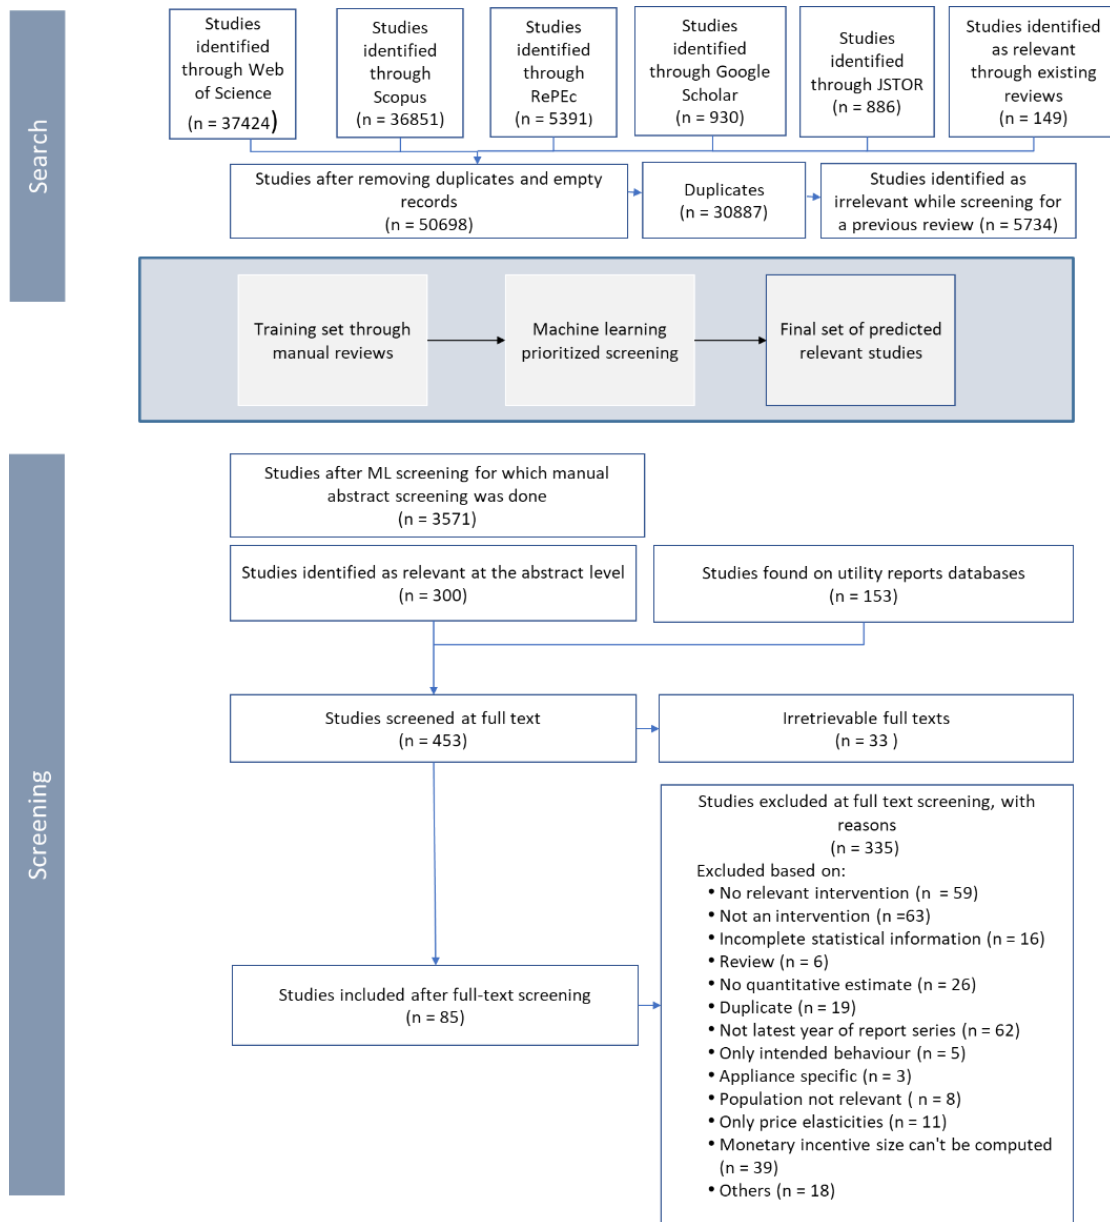 Search
Studies
identified
through Web
of Science
(n = 37424)
Studies
identified
through
Scopus
(n = 36851)
Studies
identified
through
RePEc
(n = 5391)
Studies
identified
through Google
Scholar
(n = 930)
Studies
identified
through JSTOR
(n = 886)
Studies identified
as relevant
through existing
reviews
(n = 149)
Studies after removing duplicates and empty
records
(n = 50698)
Duplicates
(n = 30887)
Studies identified as
irrelevant while screening for
a previous review (n = 5734)
Training set through
manual reviews
Machine learning
prioritized screening
Final set of predicted
relevant studies
Screening
Studies after ML screening for which manual
abstract screening was done
(n = 3571)
Studies identified as relevant at the abstract level
(n = 300)
Studies found on utility reports databases
(n = 153)
Studies screened at full text
(n = 453)
Irretrievable full texts
(n = 33 )
Studies included after full-text screening
(n = 85)
Studies excluded at full text screening, with
reasons
(n = 335)
Excluded based on:
• No relevant intervention (n  = 59)
• Not an intervention (n =63)
• Incomplete statistical information (n = 16)
• Review (n = 6)
• No quantitative estimate (n = 26)
• Duplicate (n = 19)
• Not latest year of report series (n = 62)
• Only intended behaviour (n = 5)
• Appliance specific (n = 3)
• Population not relevant ( n = 8)
• Only price elasticities (n = 11)
• Monetary incentive size can't be computed
(n = 39)
• Others (n = 18)